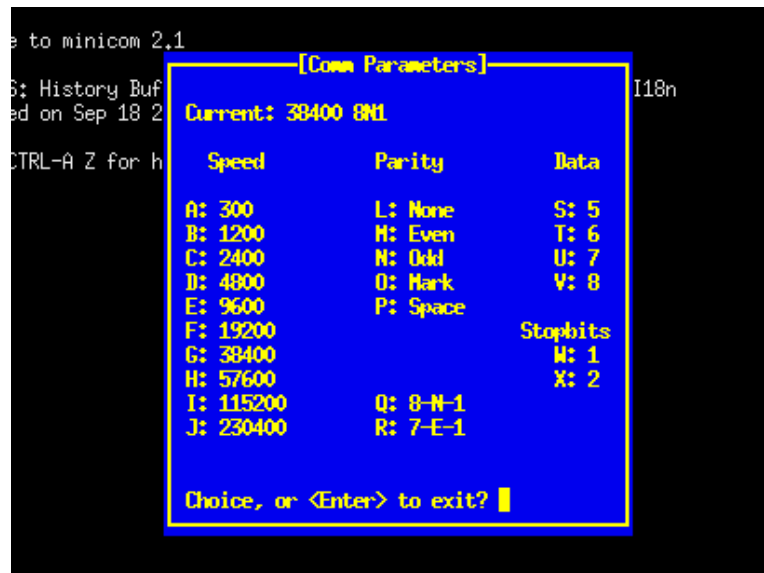 e to minicom 2.1
[Comm Parameters]
S: History Buf I18n
ed on Sep 18 2 Current: 38400 8N1
CTRL-A Z for h Speed Parity Data
A: 300 L: None S: 5
B: 1200 M: Even T: 6
C: 2400 N: Odd U: 7
D: 4800 O: Mark V: 8
E: 9600 P: Space
F: 19200 Stopbits
G: 38400 W: 1
H: 57600 X: 2
I: 115200 Q: 8-N-1
J: 230400 R: 7-E-1
Choice, or <Enter> to exit?